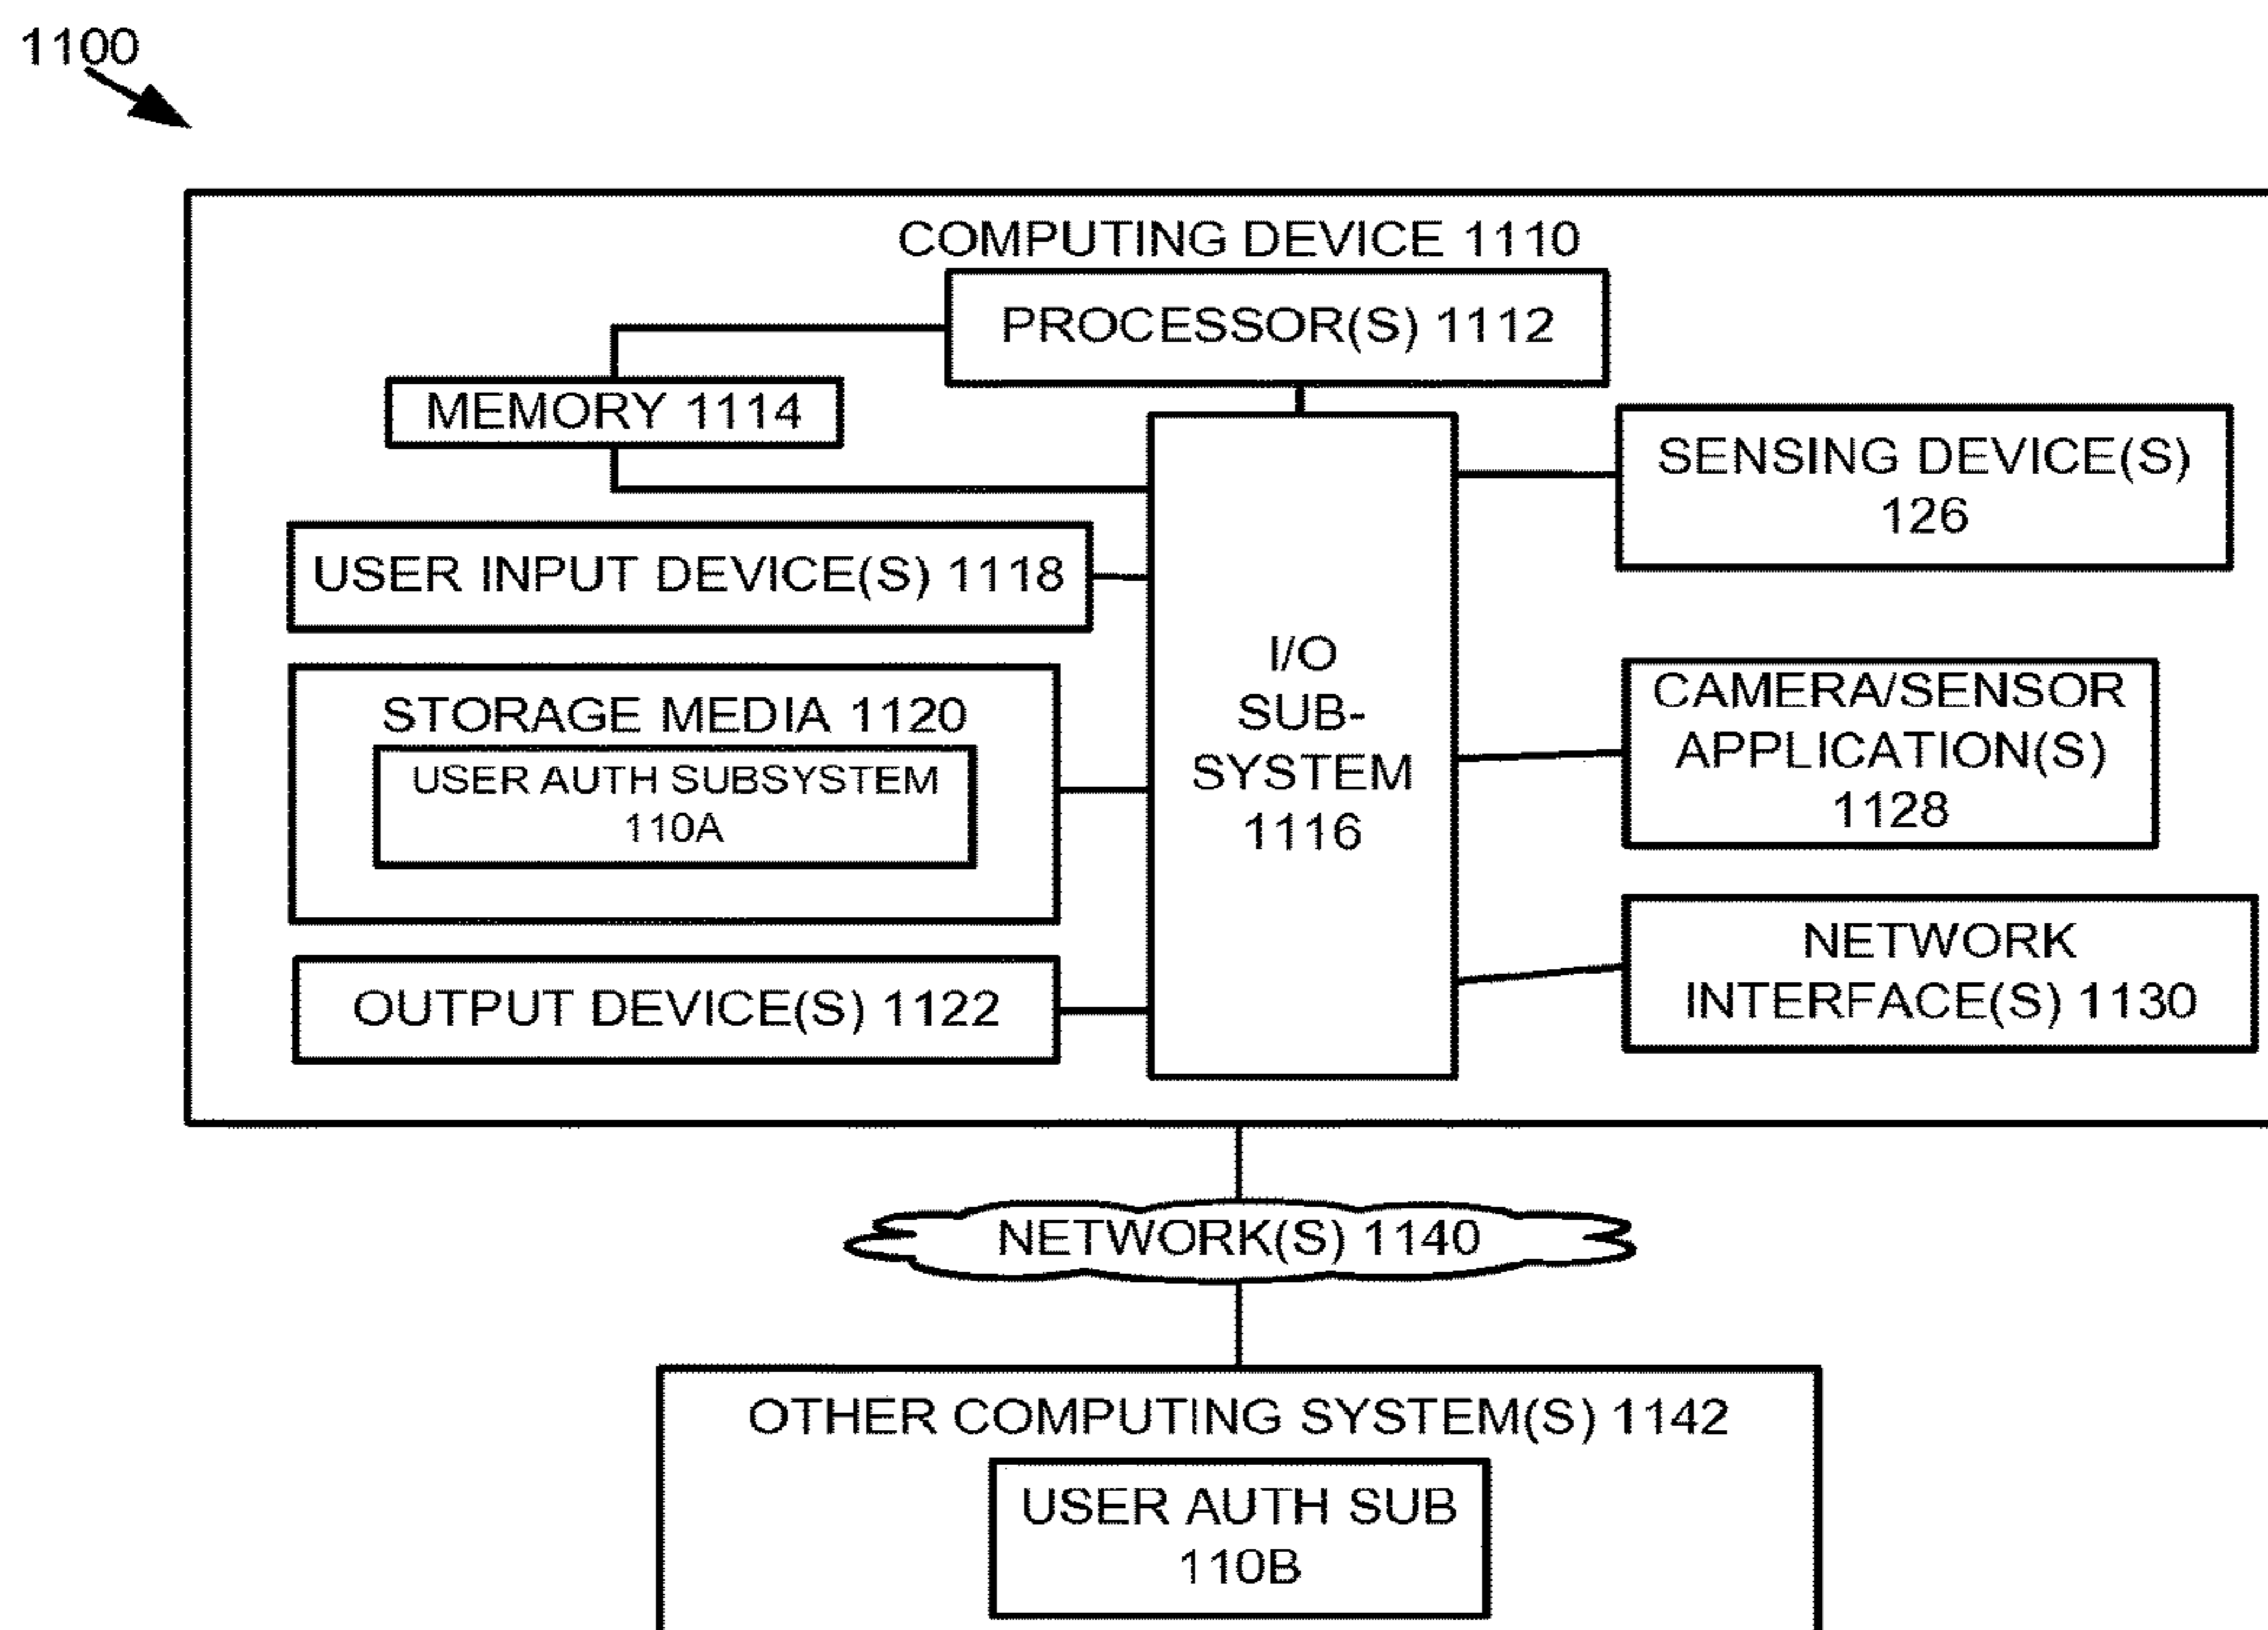 1100
COMPUTING DEVICE 1110
PROCESSOR(S) 1112
MEMORY 1114
SENSING DEVICE(S)
126
USER INPUT DEVICE(S) 1118
I/O
SUB-
SYSTEM
1116
STORAGE MEDIA 1120
USER AUTH SUBSYSTEM
110A
CAMERA/SENSOR
APPLICATION(S)
1128
OUTPUT DEVICE(S) 1122
NETWORK
INTERFACE(S) 1130
NETWORK(S) 1140
OTHER COMPUTING SYSTEM(S) 1142
USER AUTH SUB
110B